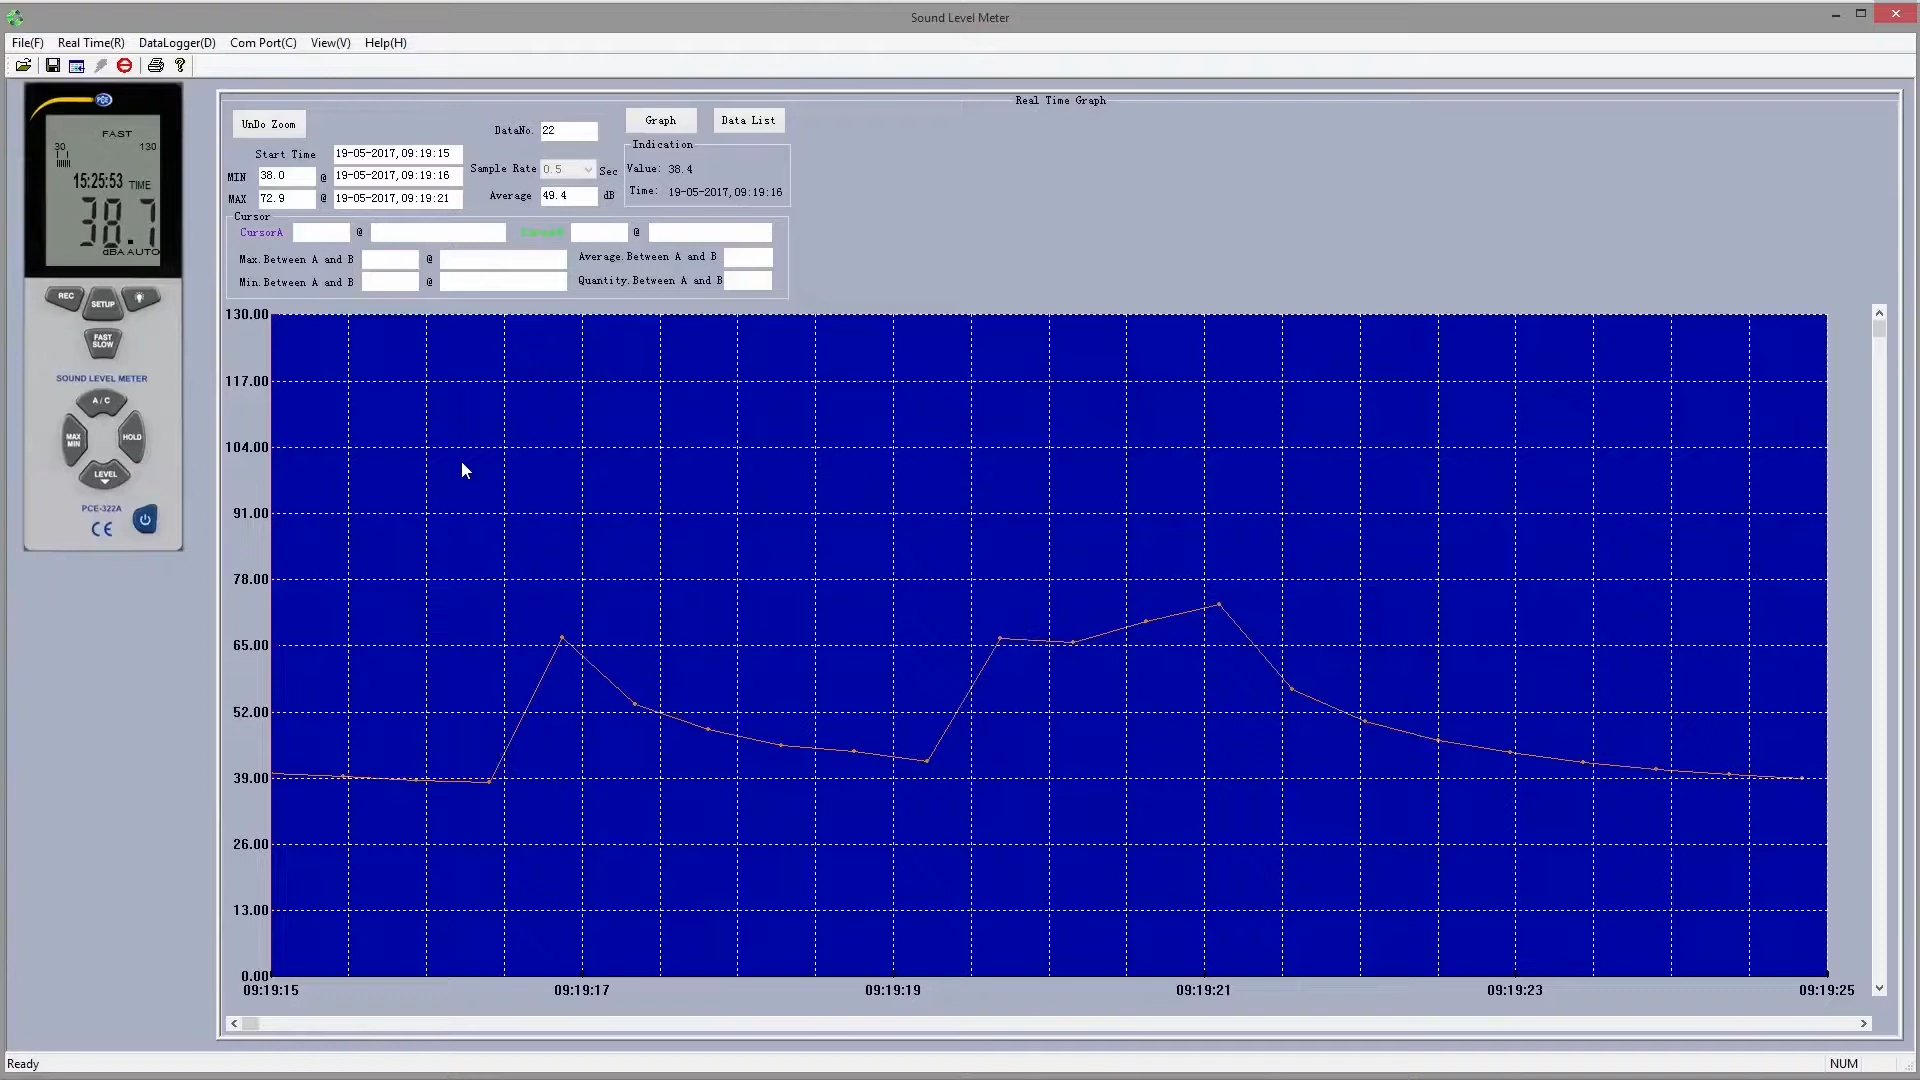 Sound Level Meter
File(F) Real Time(R) DataLogger(D) Com Port(C) View(V) Help(H)
PCE
FAST
30 130
15:25:53 TIME
38.7
dBA AUTO
REC SETUP
FAST
SLOW
SOUND LEVEL METER
A/C
MAX
MIN
HOLD
LEVEL
PCE-322A
CE
Real Time Graph
UnDo Zoom
DataNo. 22
Graph Data List
Start Time 19-05-2017,09:19:15
MIN 38.0 @ 19-05-2017,09:19:16
MAX 72.9 @ 19-05-2017,09:19:21
Sample Rate 0.5 Sec
Average 49.4 dB
Indication
Value: 38.4
Time: 19-05-2017,09:19:16
Cursor
CursorA @ @
Max.Between A and B @ Average.Between A and B
Min.Between A and B @ Quantity.Between A and B
130.00
117.00
104.00
91.00
78.00
65.00
52.00
39.00
26.00
13.00
0.00
09:19:15 09:19:17 09:19:19 09:19:21 09:19:23 09:19:25
Ready NUM